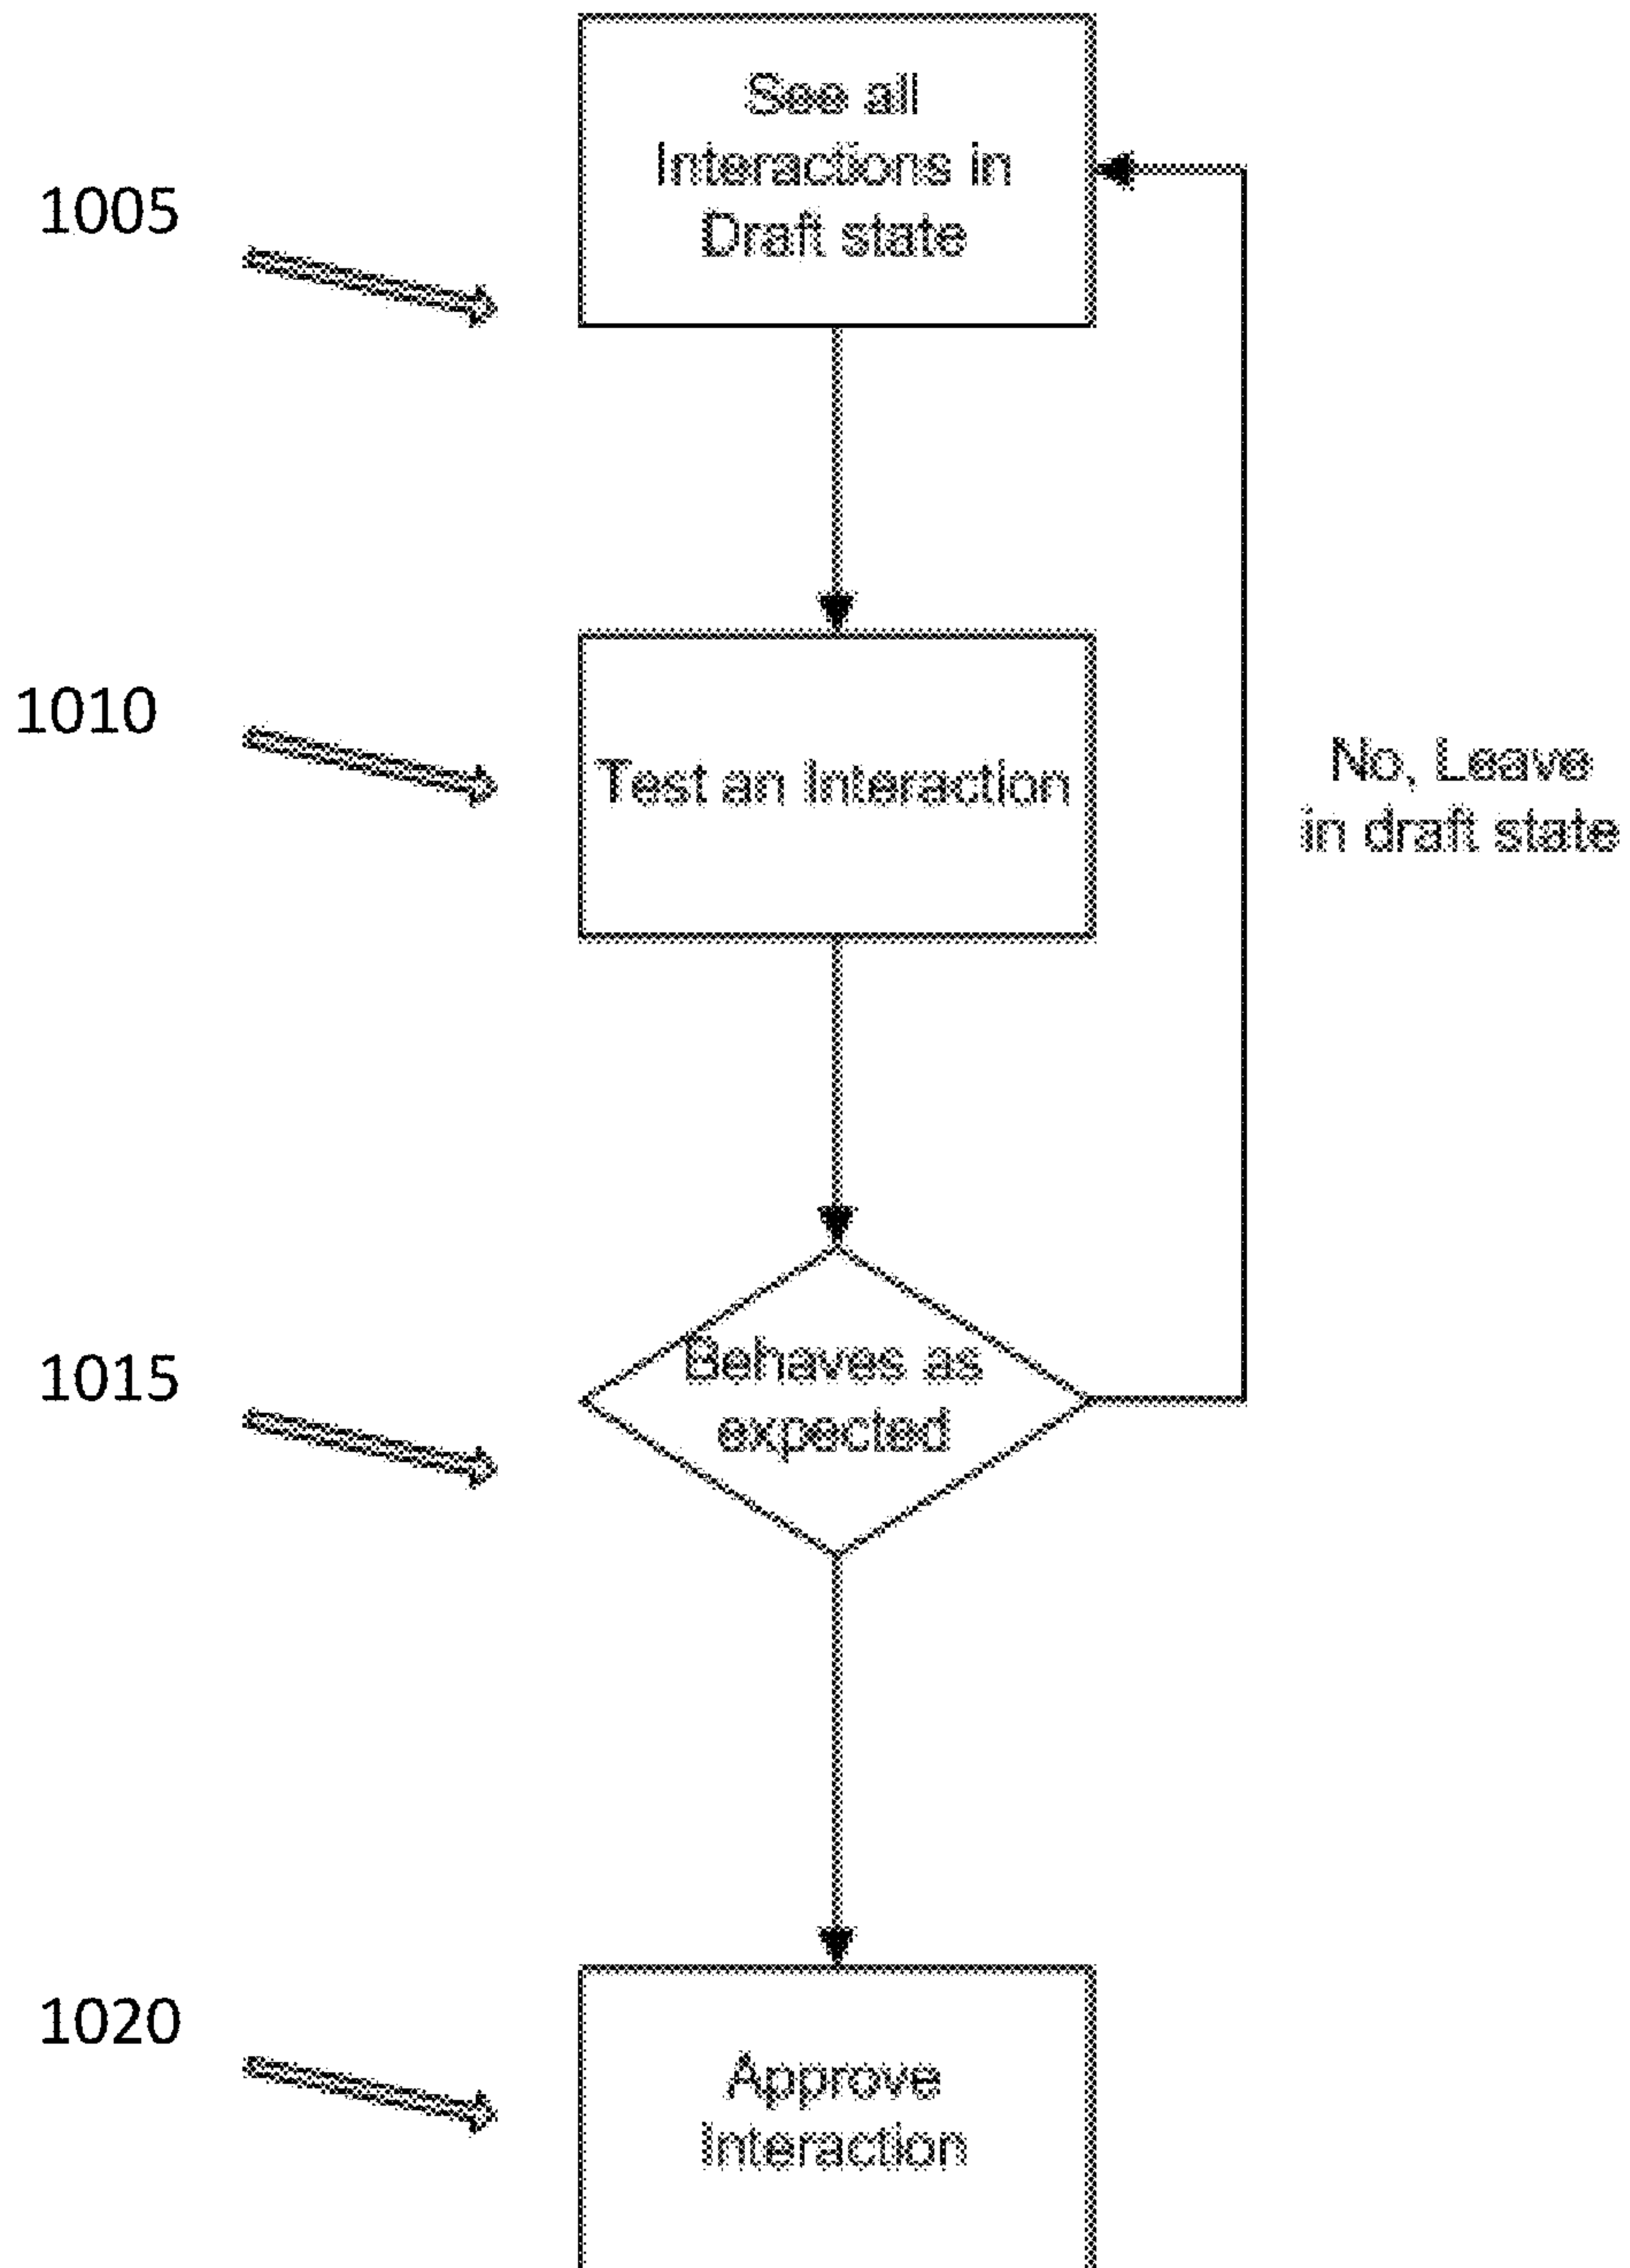 See all
Interactions in
Draft state
1005
1010
Test an Interaction
No, Leave
in draft state
1015
Behaves as
expected
1020
Approve
interaction